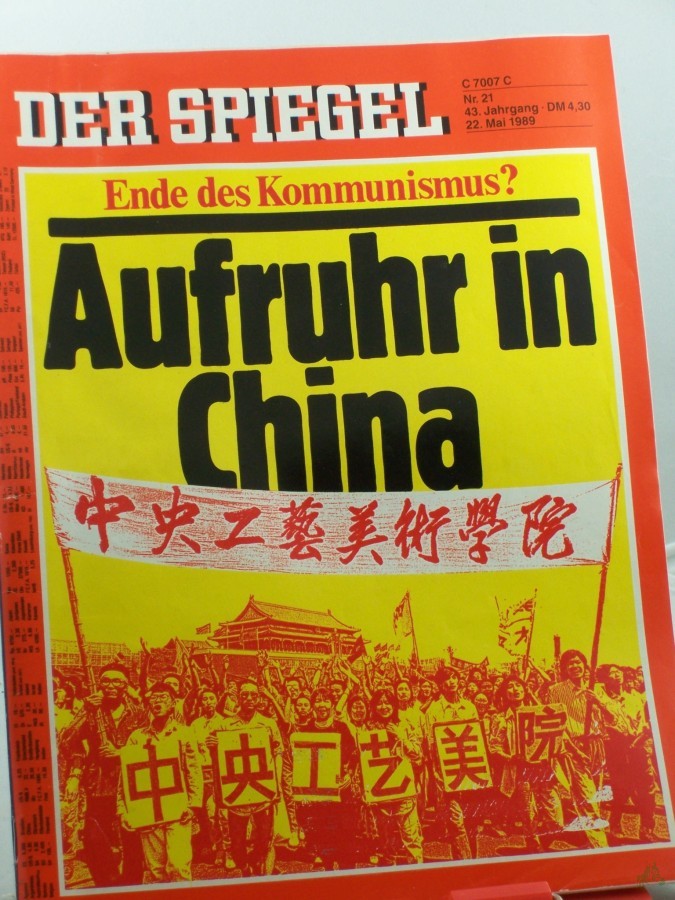 DER SPIEGEL
C 7007 C
Nr. 21
43. Jahrgang · DM 4,30
22. Mai 1989
Ende des Kommunismus?
Aufruhr in
China
中央工藝美術學院
中央工艺美院